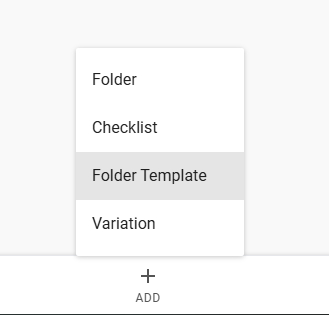 Folder
Checklist
Folder Template
Variation
ADD